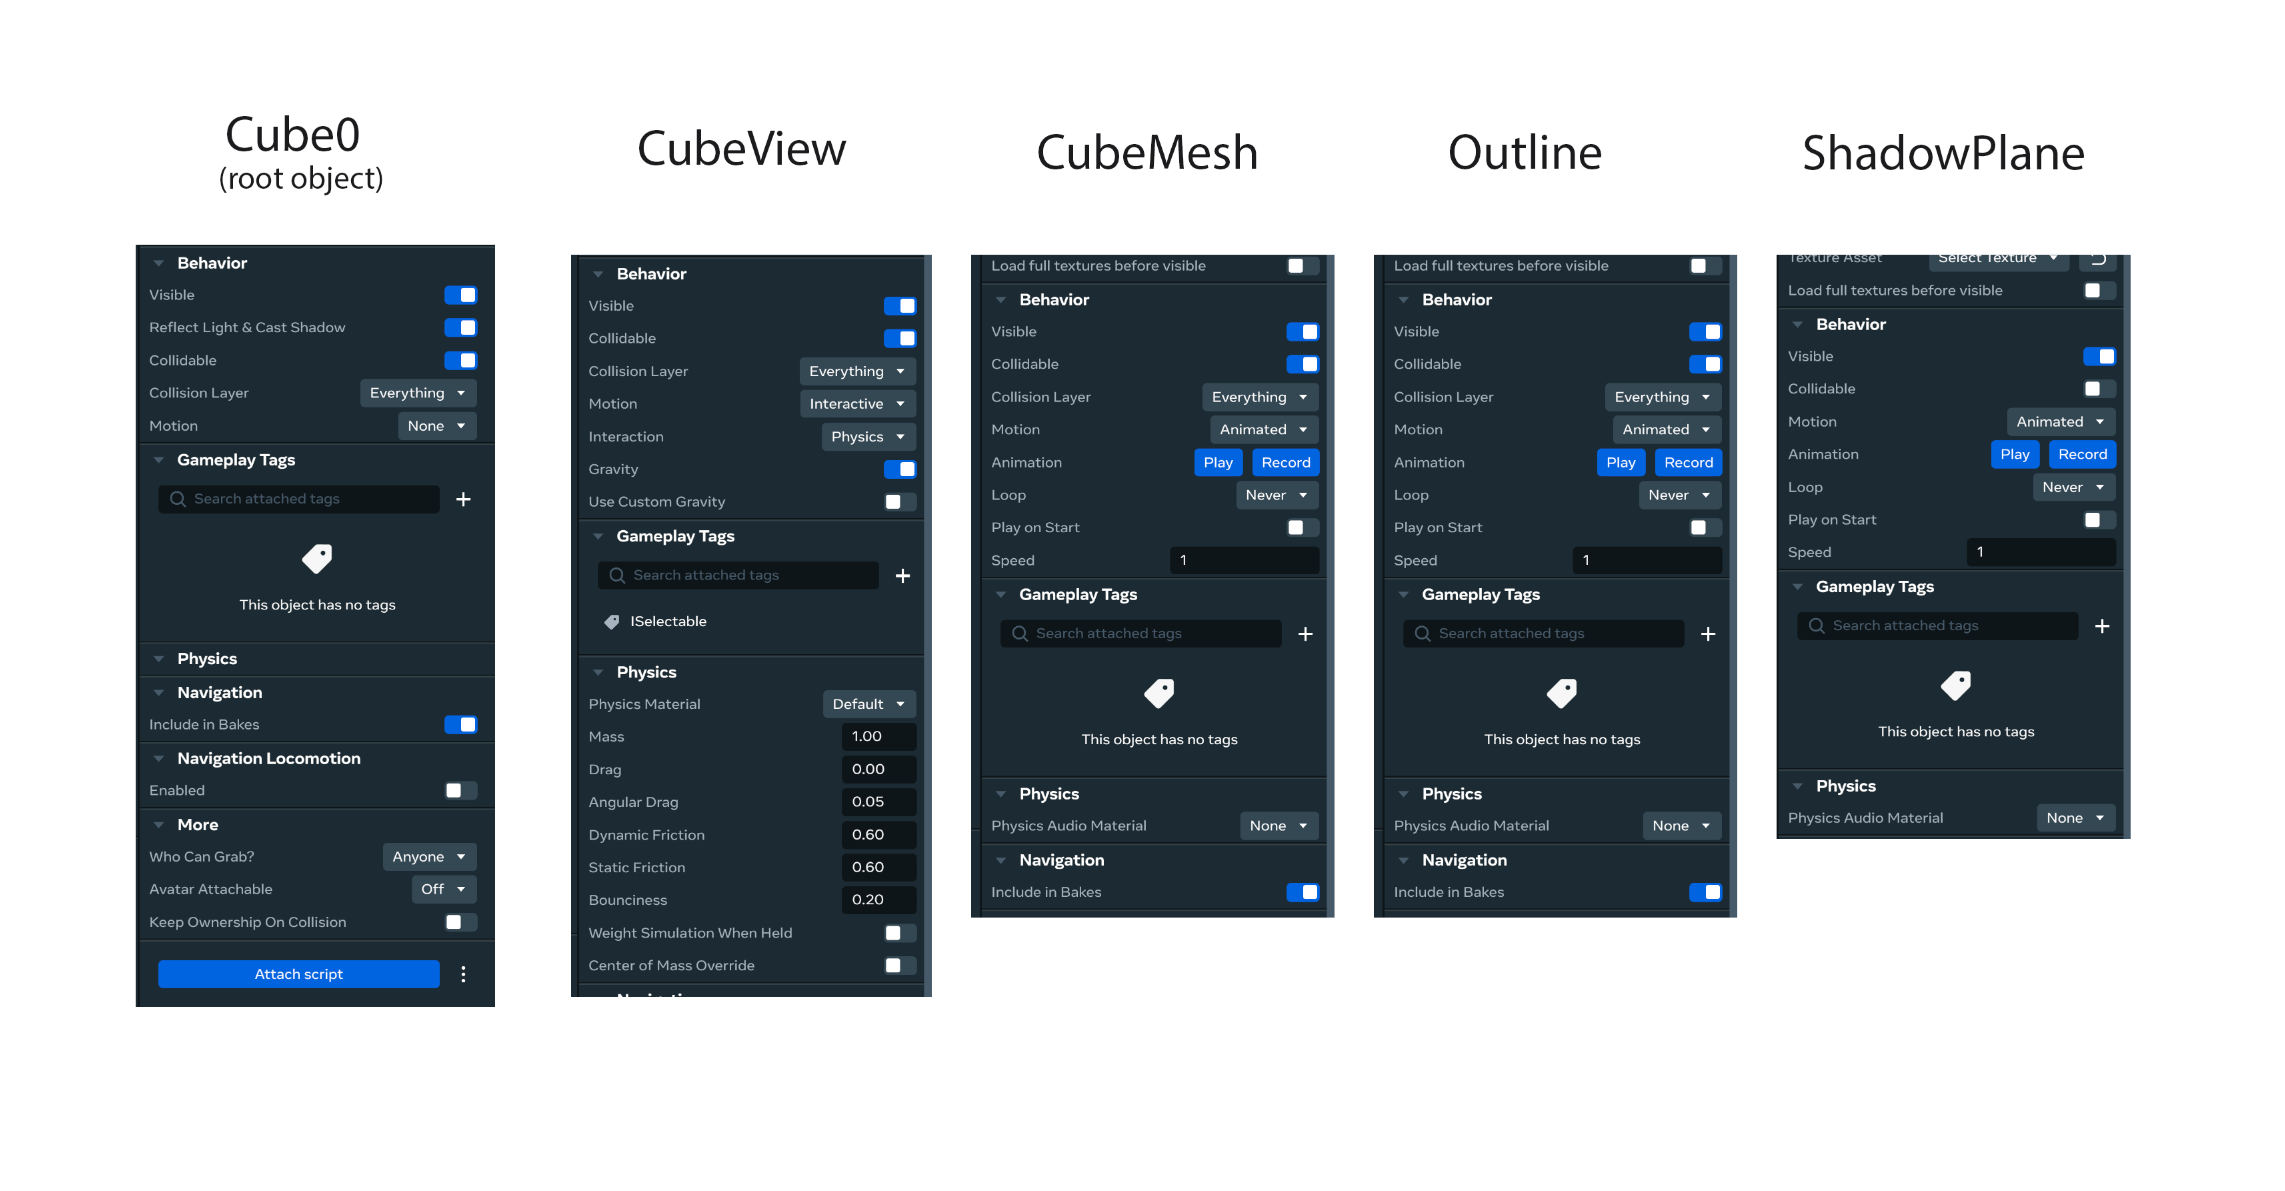 Cube0
(root object)
Behavior
Visible
Reflect Light & Cast Shadow
Collidable
Collision Layer Everything
Motion None
Gameplay Tags
Search attached tags
This object has no tags
Physics
Navigation
Include in Bakes
Navigation Locomotion
Enabled
More
Who Can Grab? Anyone
Avatar Attachable Off
Keep Ownership On Collision
Attach script
CubeView
Behavior
Visible
Collidable
Collision Layer Everything
Motion Interactive
Interaction Physics
Gravity
Use Custom Gravity
Gameplay Tags
Search attached tags
ISelectable
Physics
Physics Material Default
Mass 1.00
Drag 0.00
Angular Drag 0.05
Dynamic Friction 0.60
Static Friction 0.60
Bounciness 0.20
Weight Simulation When Held
Center of Mass Override
CubeMesh
Load full textures before visible
Behavior
Visible
Collidable
Collision Layer Everything
Motion Animated
Animation Play Record
Loop Never
Play on Start
Speed 1
Gameplay Tags
Search attached tags
This object has no tags
Physics
Physics Audio Material None
Navigation
Include in Bakes
Outline
Load full textures before visible
Behavior
Visible
Collidable
Collision Layer Everything
Motion Animated
Animation Play Record
Loop Never
Play on Start
Speed 1
Gameplay Tags
Search attached tags
This object has no tags
Physics
Physics Audio Material None
Navigation
Include in Bakes
ShadowPlane
Texture Asset Select Texture
Load full textures before visible
Behavior
Visible
Collidable
Motion Animated
Animation Play Record
Loop Never
Play on Start
Speed 1
Gameplay Tags
Search attached tags
This object has no tags
Physics
Physics Audio Material None